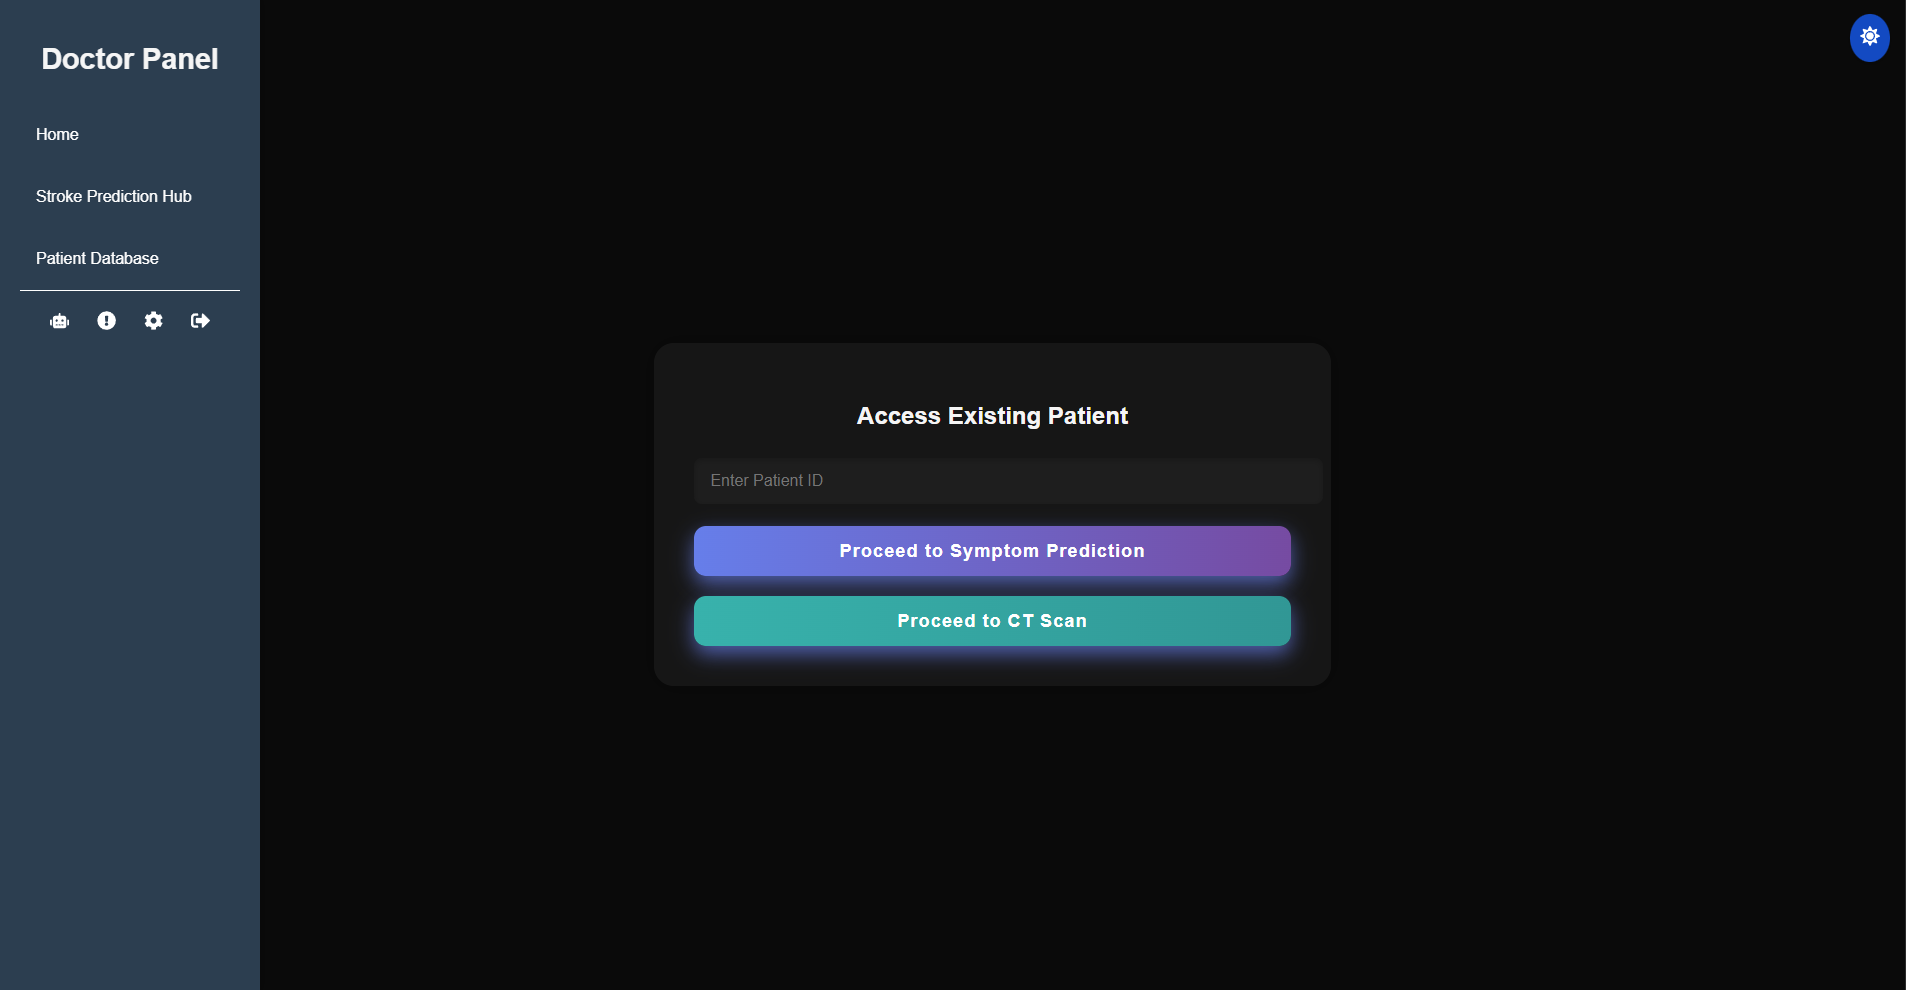 Doctor Panel
Home
Stroke Prediction Hub
Patient Database
Access Existing Patient
Enter Patient ID
Proceed to Symptom Prediction
Proceed to CT Scan